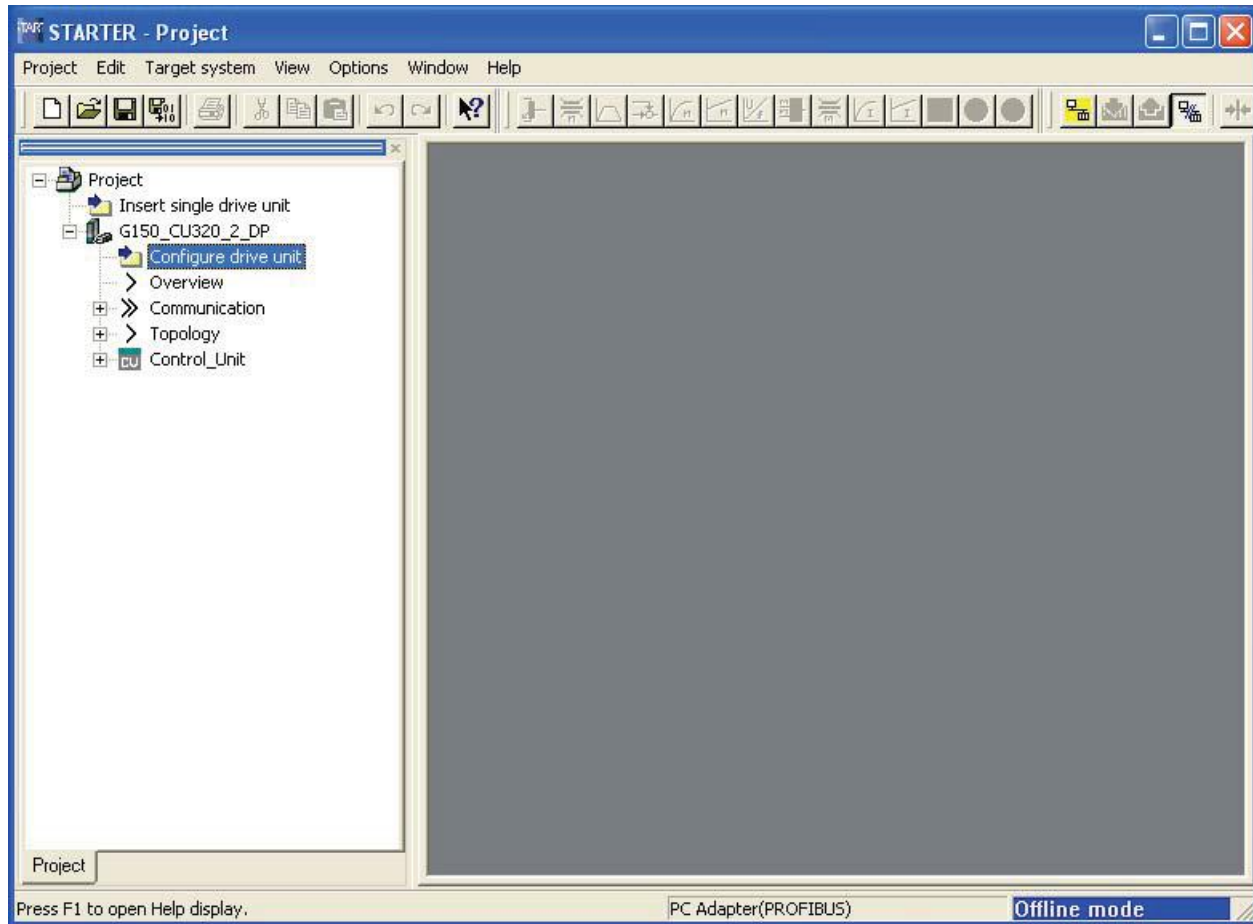 STARTER - Project
Project Edit Target system View Options Window Help
Project
Insert single drive unit
G150_CU320_2_DP
Configure drive unit
Overview
Communication
Topology
CU Control_Unit
Project
Press F1 to open Help display. PC Adapter(PROFIBUS) Offline mode